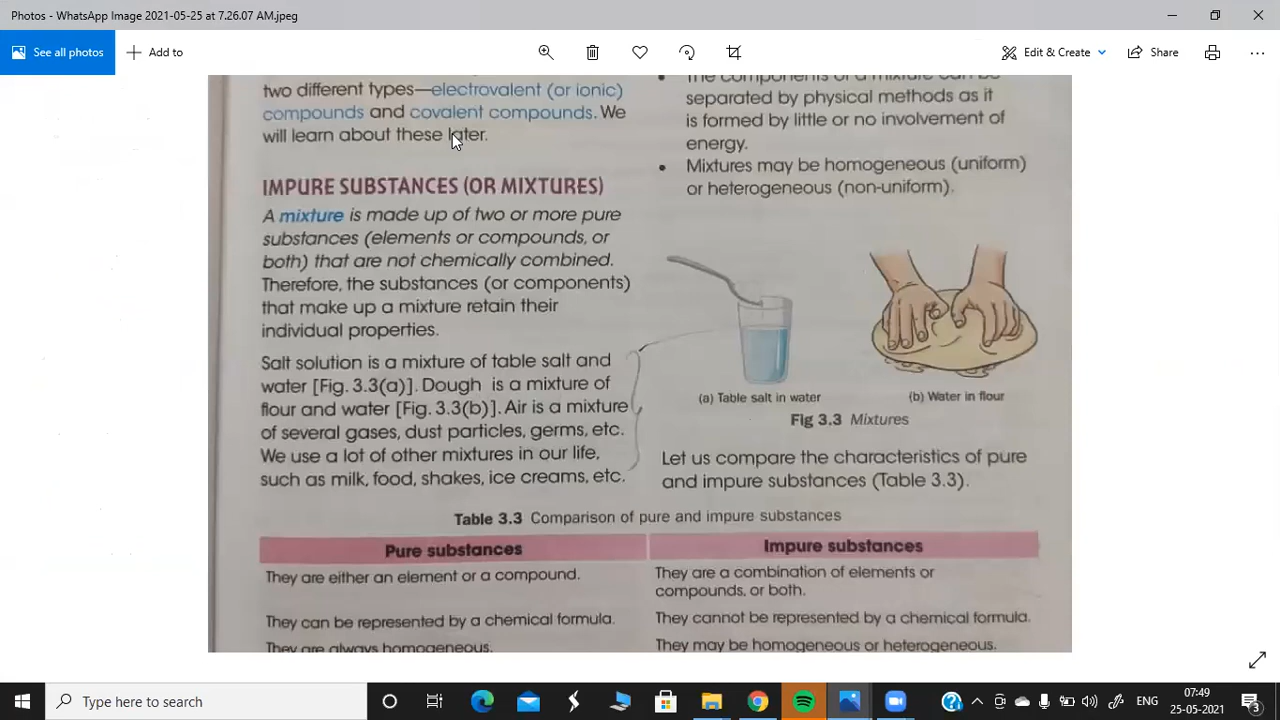 Photos - WhatsApp Image 2021-05-25 at 7.26.07 AM.jpeg
See all photos
Add to
Edit & Create
Share
two different types—electrovalent (or ionic)
compounds and covalent compounds. We
will learn about these later.
IMPURE SUBSTANCES (OR MIXTURES)
A mixture is made up of two or more pure
substances (elements or compounds, or
both) that are not chemically combined.
Therefore, the substances (or components)
that make up a mixture retain their
individual properties.
Salt solution is a mixture of table salt and
water [Fig. 3.3(a)]. Dough is a mixture of
flour and water [Fig. 3.3(b)]. Air is a mixture
of several gases, dust particles, germs, etc.
We use a lot of other mixtures in our life,
such as milk, food, shakes, ice creams, etc.
• The components of a mixture can be
separated by physical methods as it
is formed by little or no involvement of
energy.
• Mixtures may be homogeneous (uniform)
or heterogeneous (non-uniform).
(a) Table salt in water
(b) Water in flour
Fig 3.3 Mixtures
Let us compare the characteristics of pure
and impure substances (Table 3.3).
Table 3.3 Comparison of pure and impure substances
Pure substances
Impure substances
They are either an element or a compound.
They are a combination of elements or
compounds, or both.
They can be represented by a chemical formula.
They cannot be represented by a chemical formula.
They are always homogeneous.
They may be homogeneous or heterogeneous.
Type here to search
ENG
07:49
25-05-2021
3